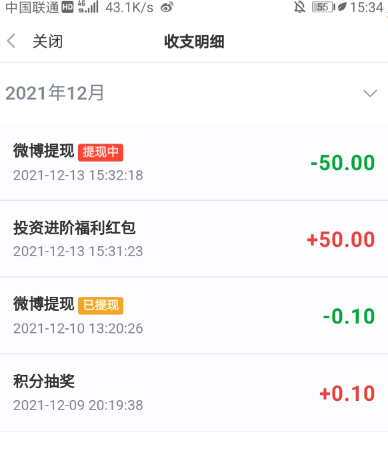 中国联通 HD 4G 43.1K/s 55 15:34
关闭 收支明细
2021年12月
微博提现 提现中
-50.00
2021-12-13 15:32:18
投资进阶福利红包
+50.00
2021-12-13 15:31:23
微博提现 已提现
-0.10
2021-12-10 13:20:26
积分抽奖
+0.10
2021-12-09 20:19:38